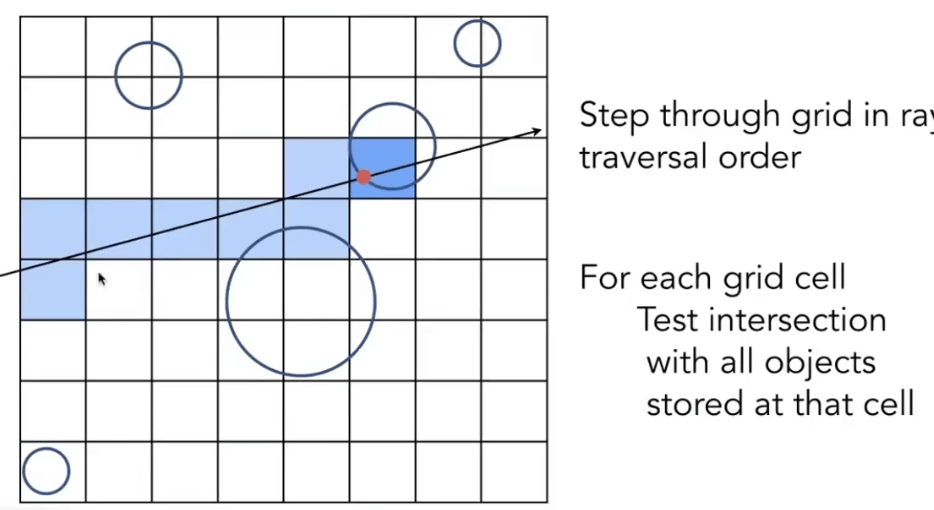 Step through grid in ray
traversal order
For each grid cell
Test intersection
with all objects
stored at that cell